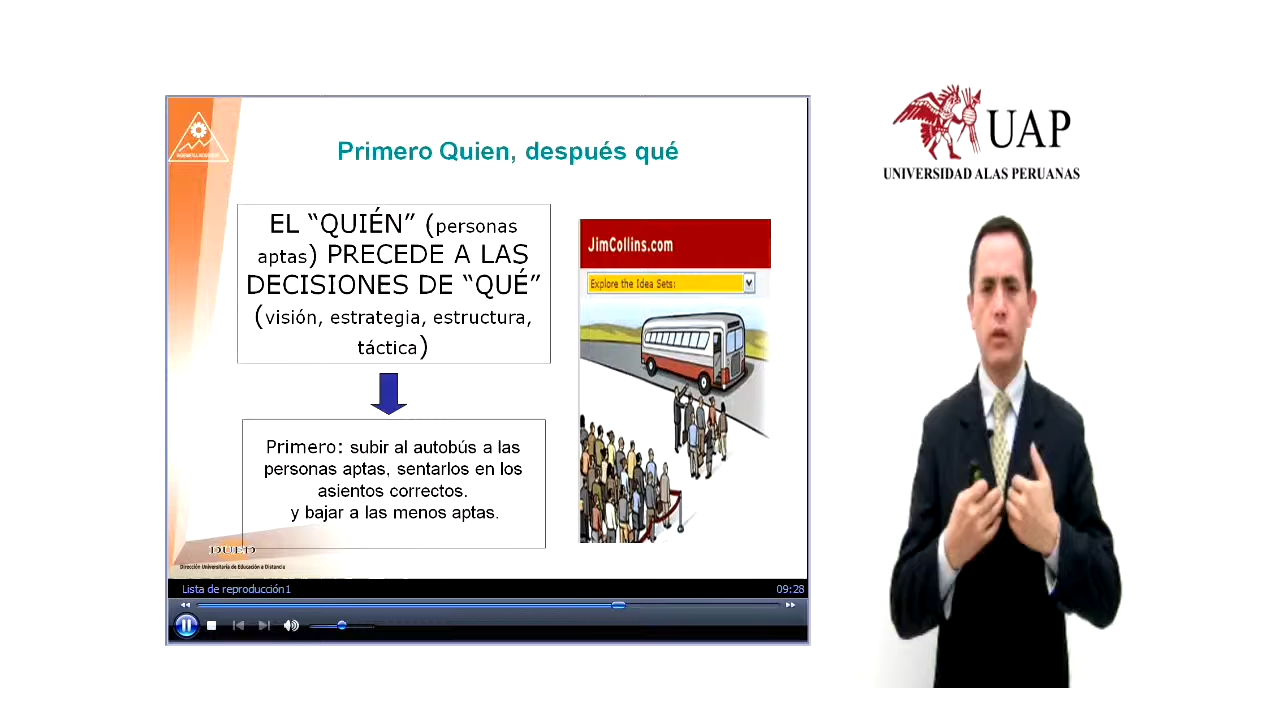 Primero Quien, después qué
EL “QUIÉN” (personas
aptas) PRECEDE A LAS
DECISIONES DE “QUÉ”
(visión, estrategia, estructura,
táctica)
Primero: subir al autobús a las
personas aptas, sentarlos en los
asientos correctos.
y bajar a las menos aptas.
JimCollins.com
Explore the Idea Sets:
DUED
Dirección Universitaria de Educación a Distancia
Lista de reproducción1
09:28
UAP
UNIVERSIDAD ALAS PERUANAS